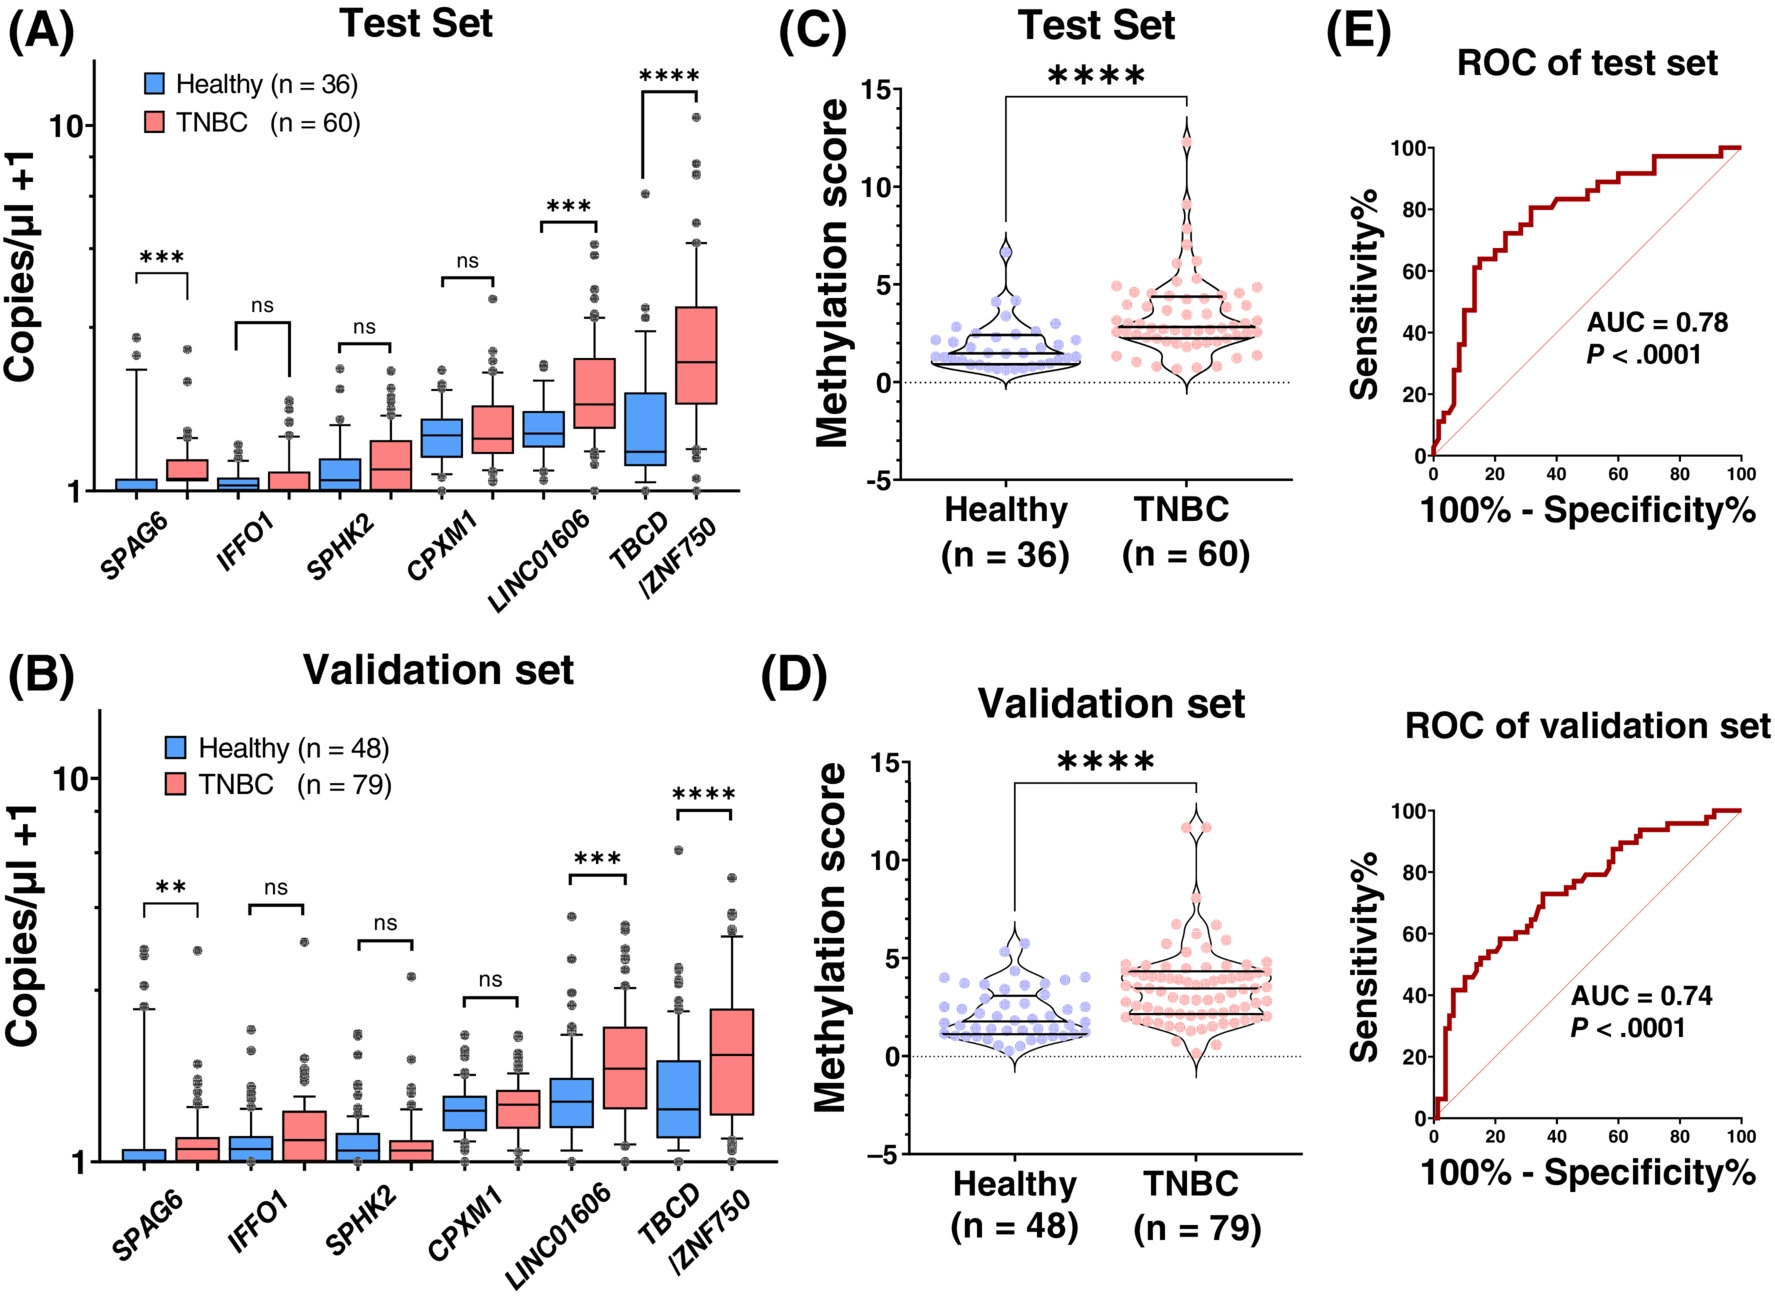 (A)
Test Set
Healthy (n = 36)
TNBC (n = 60)
Copies/µl +1
10
1
***
ns
ns
ns
***
****
SPAG6
IFFO1
SPHK2
CPXM1
LINC01606
TBCD
/ZNF750
(C)
Test Set
****
Methylation score
15
10
5
0
-5
Healthy
(n = 36)
TNBC
(n = 60)
(E)
ROC of test set
Sensitivity%
100
80
60
40
20
0
AUC = 0.78
P < .0001
0 20 40 60 80 100
100% - Specificity%
(B)
Validation set
Healthy (n = 48)
TNBC (n = 79)
Copies/µl +1
10
1
**
ns
ns
ns
***
****
SPAG6
IFFO1
SPHK2
CPXM1
LINC01606
TBCD
/ZNF750
(D)
Validation set
****
Methylation score
15
10
5
0
–5
Healthy
(n = 48)
TNBC
(n = 79)
ROC of validation set
Sensitivity%
100
80
60
40
20
0
AUC = 0.74
P < .0001
0 20 40 60 80 100
100% - Specificity%